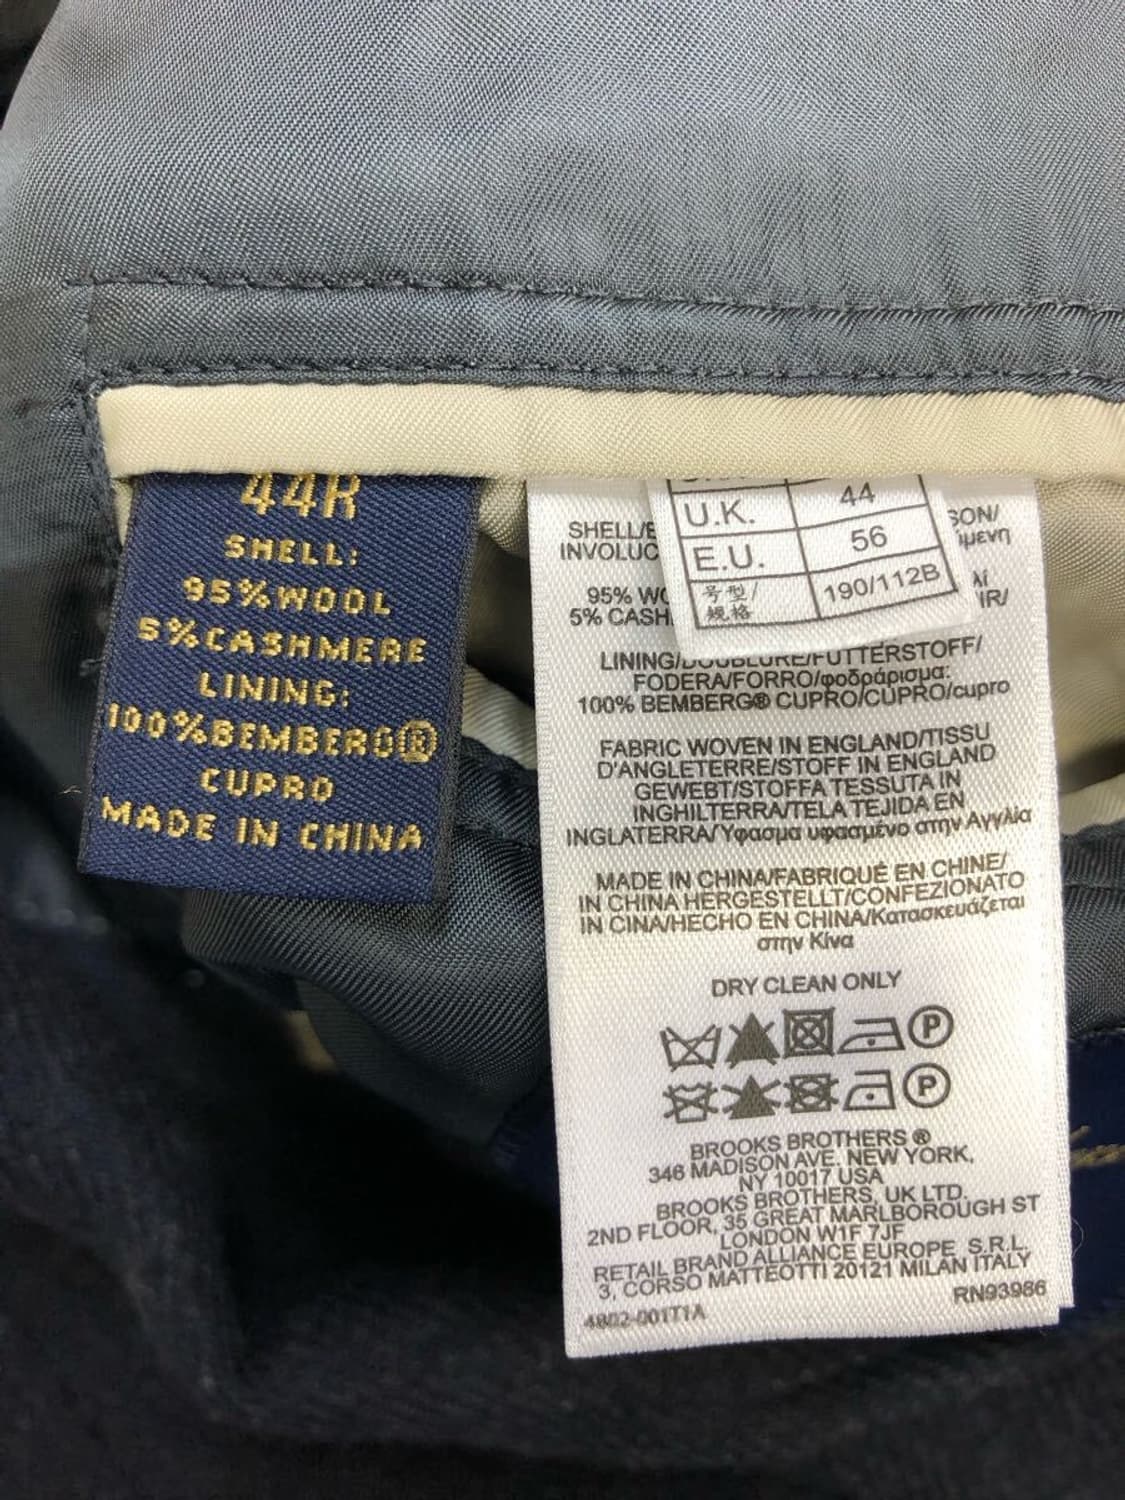 44R
SHELL:
95%WOOL
5%CASHMERE
LINING:
100%BEMBERG®
CUPRO
MADE IN CHINA
U.K. 44
E.U. 56
号型/
规格 190/112B
SHELL/
INVOLUC
95%
5% CASH
LINING/DOUBLURE/FUTTERSTOFF/
FODERA/FORRO/φοδράρισμα:
100% BEMBERG® CUPRO/CUPRO/cupro
FABRIC WOVEN IN ENGLAND/TISSU
D'ANGLETERRE/STOFF IN ENGLAND
GEWEBT/STOFFA TESSUTA IN
INGHILTERRA/TELA TEJIDA EN
INGLATERRA/Υφασμα υφασμένο στην Αγγλία
MADE IN CHINA/FABRIQUÉ EN CHINE/
IN CHINA HERGESTELLT/CONFEZIONATO
IN CINA/HECHO EN CHINA/Κατασκευάζεται
στην Κίνα
DRY CLEAN ONLY
P
P
BROOKS BROTHERS ®
346 MADISON AVE. NEW YORK,
NY 10017 USA
BROOKS BROTHERS, UK LTD.
2ND FLOOR, 35 GREAT MARLBOROUGH ST
LONDON W1F 7JF
RETAIL BRAND ALLIANCE EUROPE S.R.L.
3, CORSO MATTEOTTI 20121 MILAN ITALY
RN93986
4802-001T1A